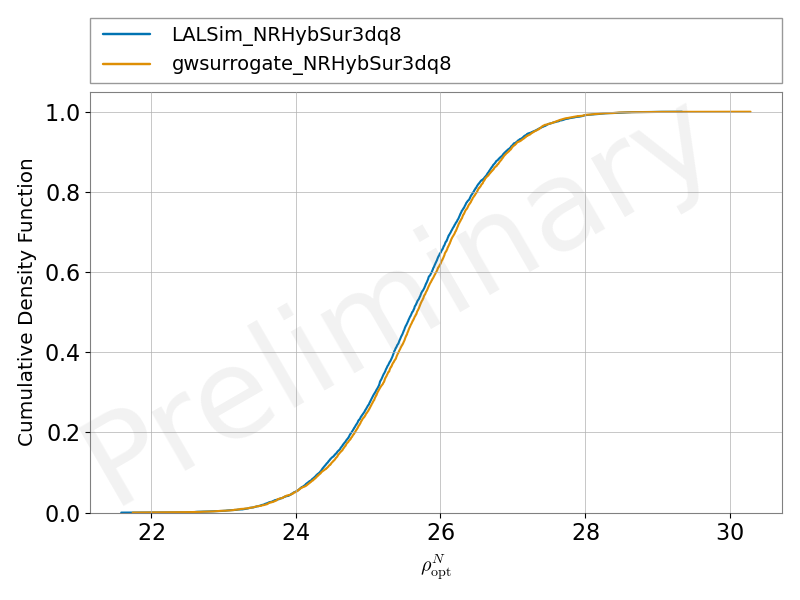 LALSim_NRHybSur3dq8
gwsurrogate_NRHybSur3dq8
1.0
0.8
0.6
0.4
0.2
0.0
Cumulative Density Function
Preliminary
22 24 26 28 30
ρ^N_opt